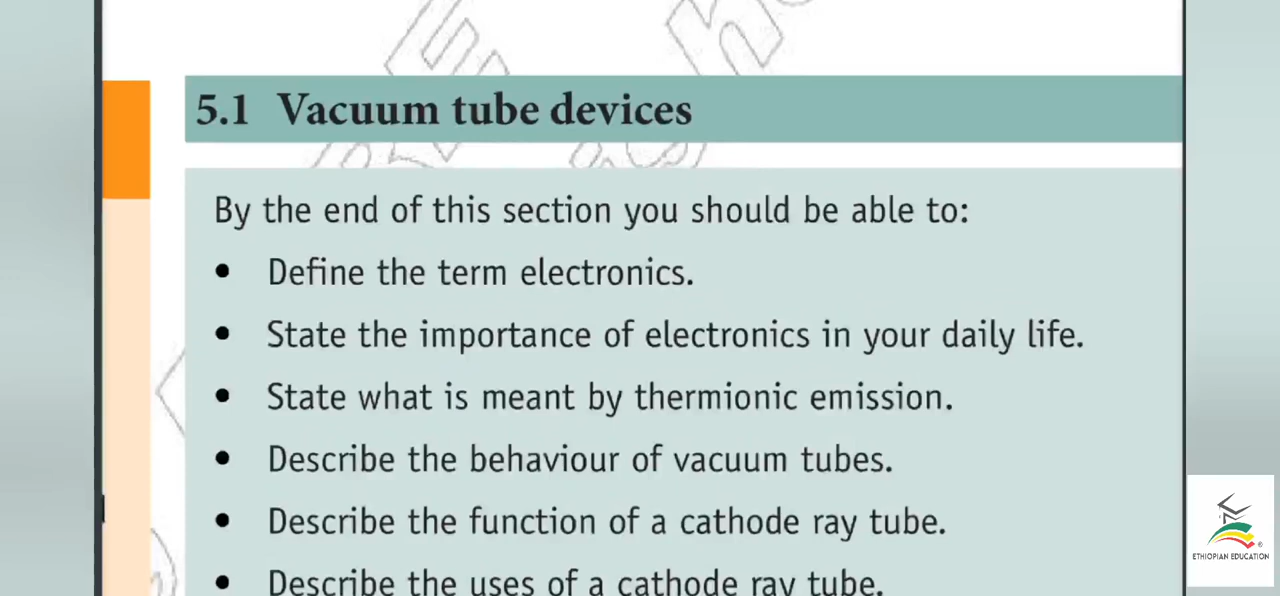 5.1 Vacuum tube devices
By the end of this section you should be able to:
• Define the term electronics.
• State the importance of electronics in your daily life.
• State what is meant by thermionic emission.
• Describe the behaviour of vacuum tubes.
• Describe the function of a cathode ray tube.
• Describe the uses of a cathode ray tube.
ETHIOPIAN EDUCATION